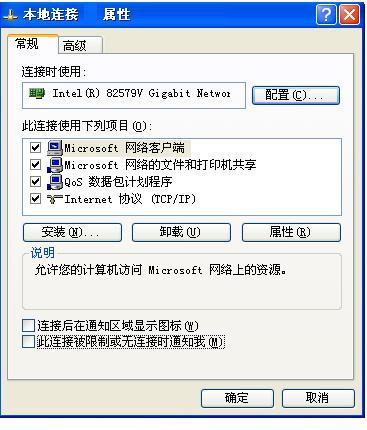 本地连接 属性
常规 高级
连接时使用:
Intel(R) 82579V Gigabit Networ
配置(C)...
此连接使用下列项目(O):
Microsoft 网络客户端
Microsoft 网络的文件和打印机共享
QoS 数据包计划程序
Internet 协议 (TCP/IP)
安装(N)... 卸载(U) 属性(R)
说明
允许您的计算机访问 Microsoft 网络上的资源。
连接后在通知区域显示图标(W)
此连接被限制或无连接时通知我(M)
确定 取消